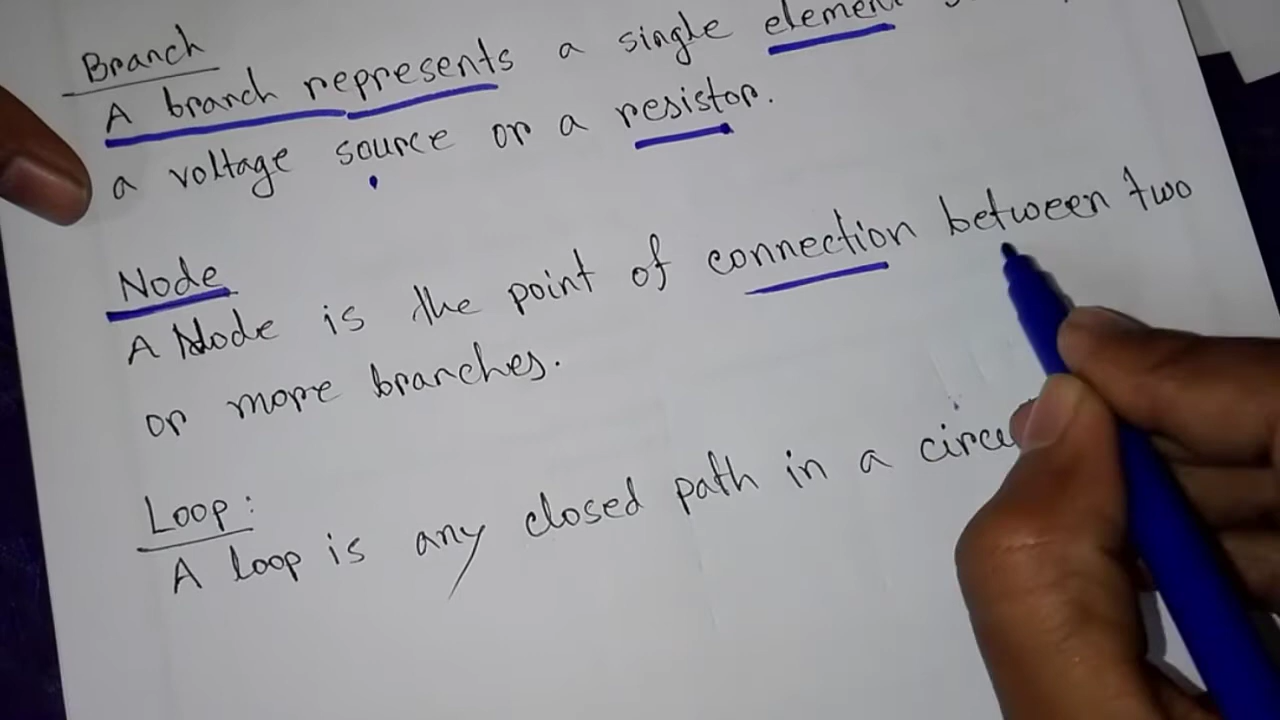 Branch
A branch represents a single element
a voltage source or a resistor.
Node
A Node is the point of connection between two
or more branches.
Loop:
A loop is any closed path in a